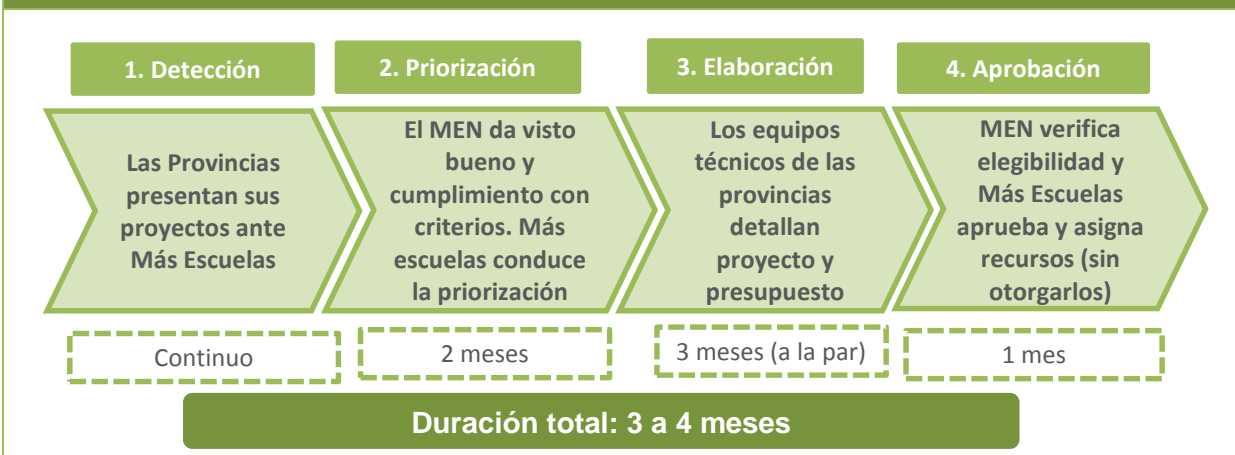 1. Detección
2. Priorización
3. Elaboración
4. Aprobación
Las Provincias
presentan sus
proyectos ante
Más Escuelas
El MEN da visto
bueno y
cumplimiento con
criterios. Más
escuelas conduce
la priorización
Los equipos
técnicos de las
provincias
detallan
proyecto y
presupuesto
MEN verifica
elegibilidad y
Más Escuelas
aprueba y asigna
recursos (sin
otorgarlos)
Continuo
2 meses
3 meses (a la par)
1 mes
Duración total: 3 a 4 meses